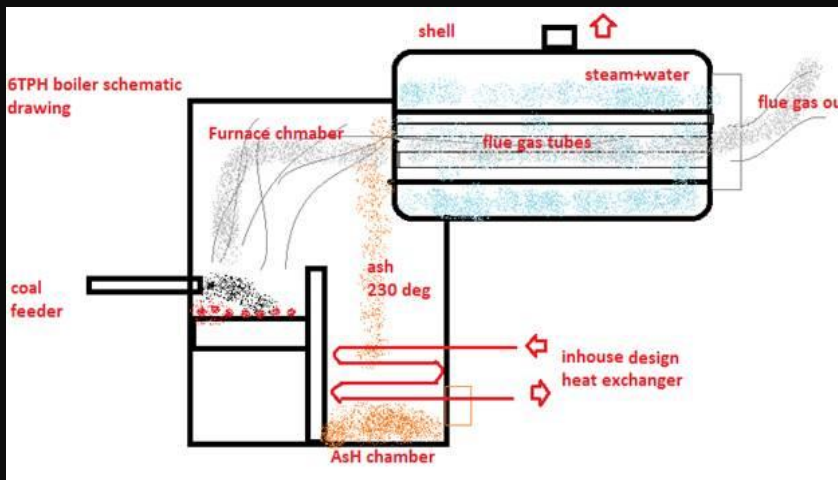 shell
6TPH boiler schematic
drawing
steam+water
Furnace chmaber
flue gas tubes
flue gas ou
ash
230 deg
coal
feeder
inhouse design
heat exchanger
AsH chamber